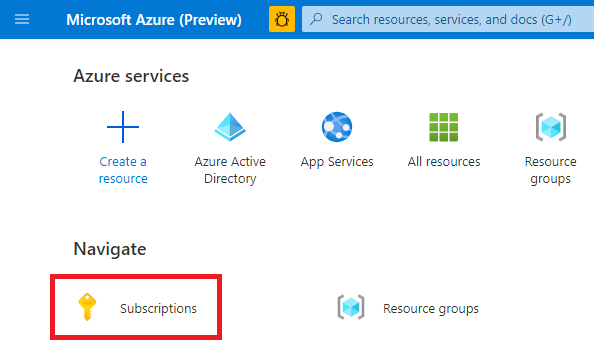 Microsoft Azure (Preview)
Search resources, services, and docs (G+/)
Azure services
Create a
resource
Azure Active
Directory
App Services
All resources
Resource
groups
Navigate
Subscriptions
Resource groups